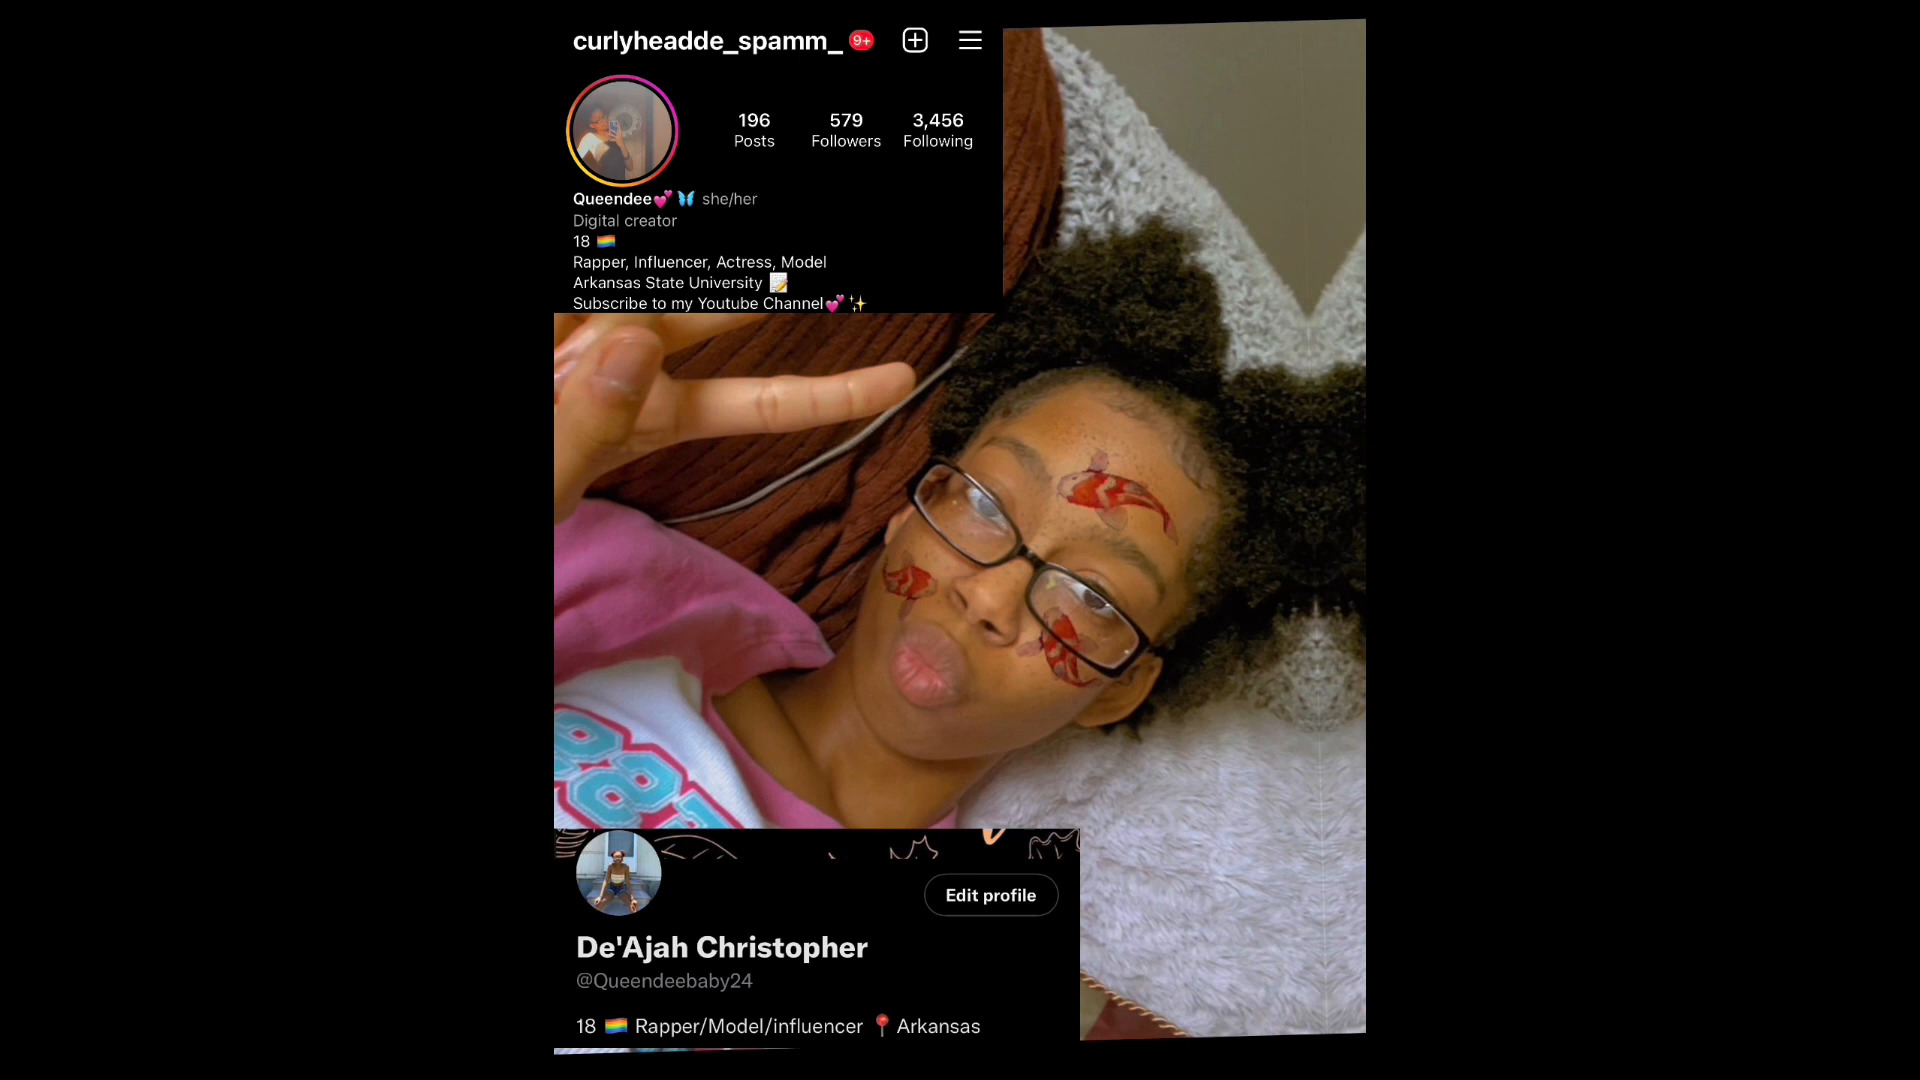 curlyheadde_spamm_ 9+
196 579 3,456
Posts Followers Following
Queendee💕🦋 she/her
Digital creator
18 🏳️‍🌈
Rapper, Influencer, Actress, Model
Arkansas State University 📝
Subscribe to my Youtube Channel💕✨
Edit profile
De'Ajah Christopher
@Queendeebaby24
18 🏳️‍🌈 Rapper/Model/influencer 📍Arkansas